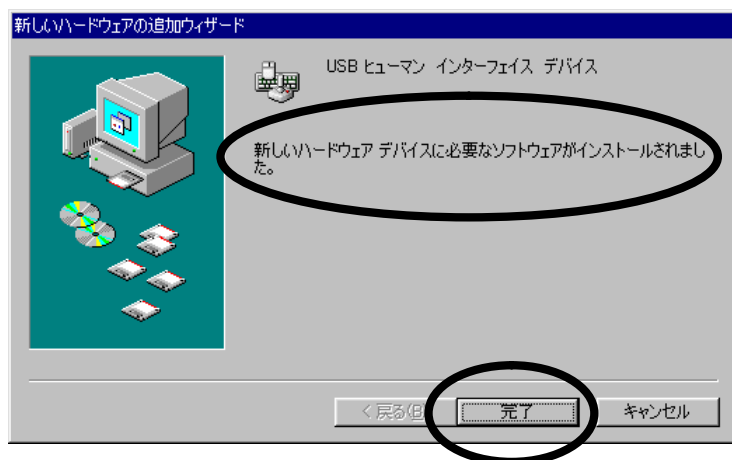 新しいハードウェアの追加ウィザード
USB ヒューマン インターフェイス デバイス
新しいハードウェア デバイスに必要なソフトウェアがインストールされまし
た。
< 戻る(B) 完了 キャンセル